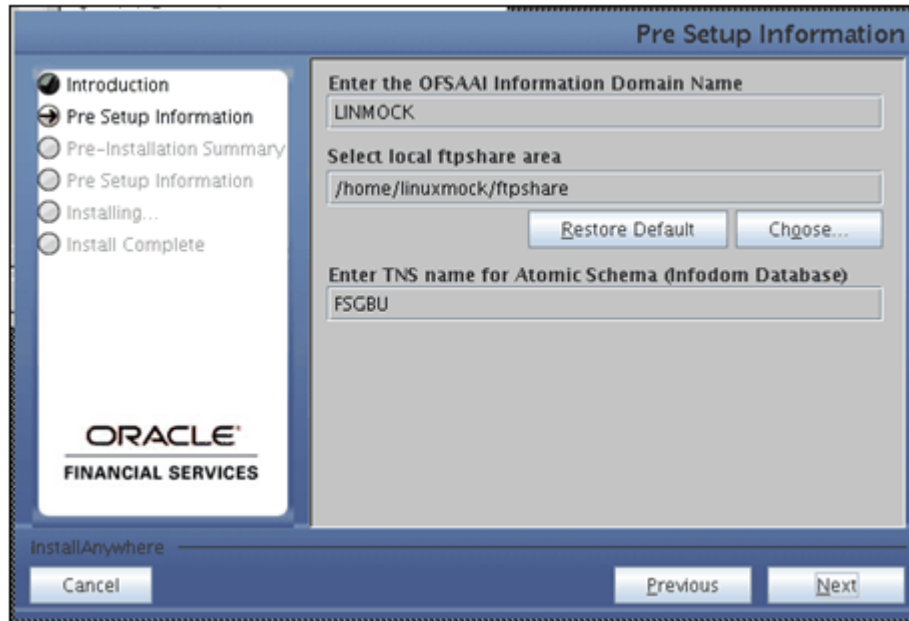 Pre Setup Information
Introduction
Pre Setup Information
Pre-Installation Summary
Pre Setup Information
Installing...
Install Complete
ORACLE
FINANCIAL SERVICES
Enter the OFSAAI Information Domain Name
LINMOCK
Select local ftpshare area
/home/linuxmock/ftpshare
Restore Default
Choose...
Enter TNS name for Atomic Schema (Infodom Database)
FSGBU
InstallAnywhere
Cancel
Previous
Next